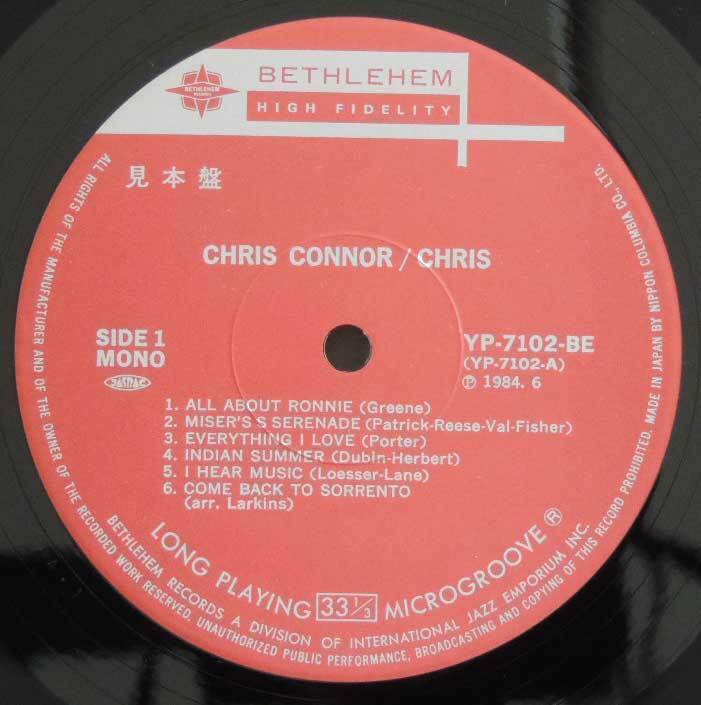 BETHLEHEM
RECORDS
BETHLEHEM
HIGH FIDELITY
見本盤
CHRIS CONNOR / CHRIS
SIDE 1
MONO
JASRAC
YP-7102-BE
(YP-7102-A)
Ⓟ 1984. 6
1. ALL ABOUT RONNIE (Greene)
2. MISER'S S SERENADE (Patrick-Reese-Val-Fisher)
3. EVERYTHING I LOVE (Porter)
4. INDIAN SUMMER (Dubin-Herbert)
5. I HEAR MUSIC (Loesser-Lane)
6. COME BACK TO SORRENTO
(arr. Larkins)
LONG PLAYING 33 1/3 MICROGROOVE ®
BETHLEHEM RECORDS A DIVISION OF INTERNATIONAL JAZZ EMPORIUM INC.
ALL RIGHTS OF THE MANUFACTURER AND OF THE OWNER OF THE RECORDED WORK RESERVED. UNAUTHORIZED PUBLIC PERFORMANCE, BROADCASTING AND COPYING OF THIS RECORD PROHIBITED. MADE IN JAPAN BY NIPPON COLUMBIA CO., LTD.